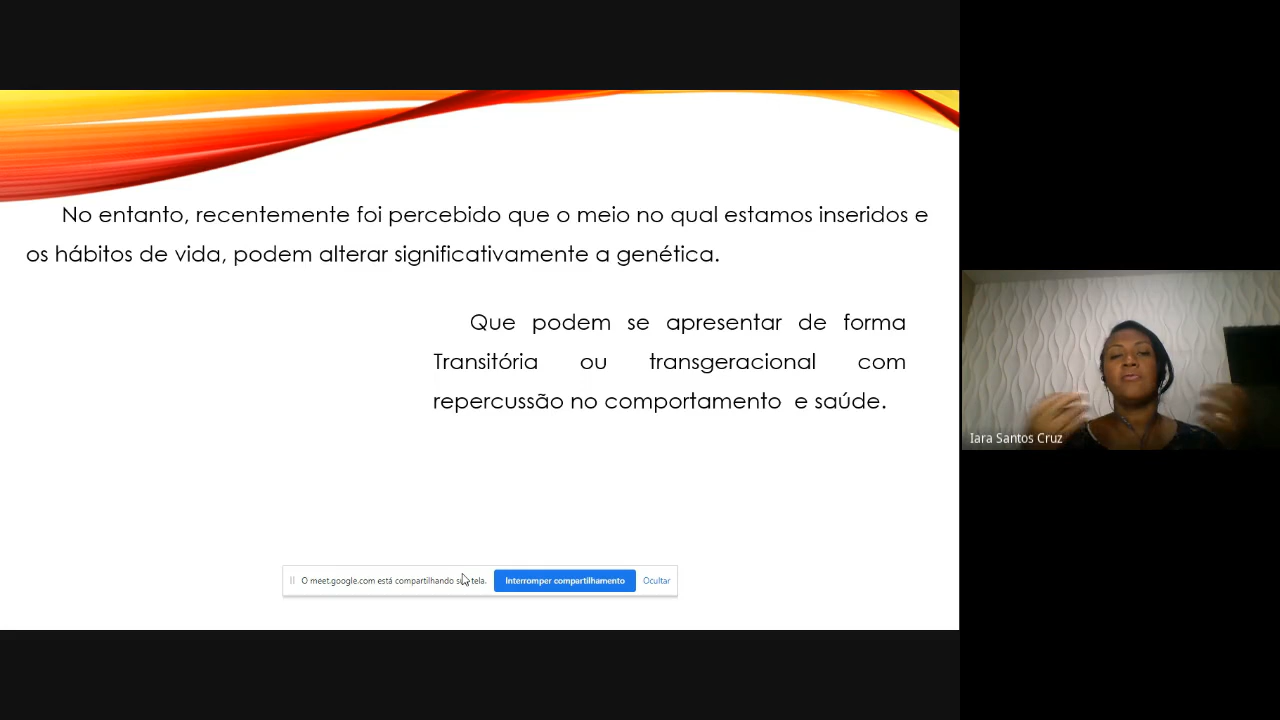 No entanto, recentemente foi percebido que o meio no qual estamos inseridos e
os hábitos de vida, podem alterar significativamente a genética.
Que podem se apresentar de forma
Transitória ou transgeracional com
repercussão no comportamento e saúde.
Iara Santos Cruz
O meet.google.com está compartilhando sua tela. Interromper compartilhamento Ocultar